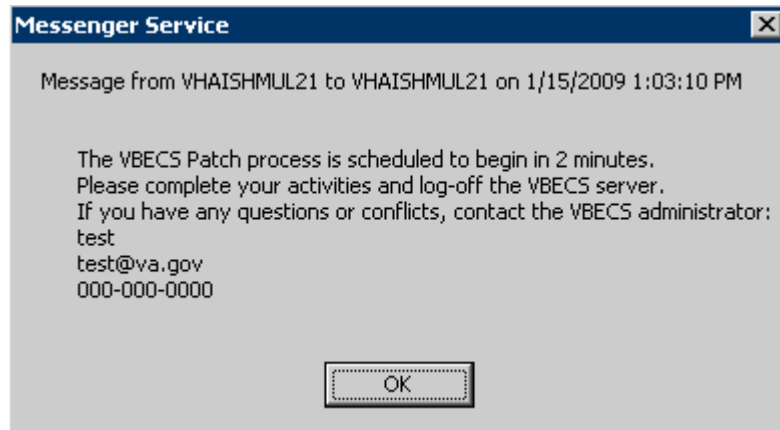 Messenger Service
Message from VHAISHMUL21 to VHAISHMUL21 on 1/15/2009 1:03:10 PM
The VBECS Patch process is scheduled to begin in 2 minutes.
Please complete your activities and log-off the VBECS server.
If you have any questions or conflicts, contact the VBECS administrator:
test
test@va.gov
000-000-0000
OK